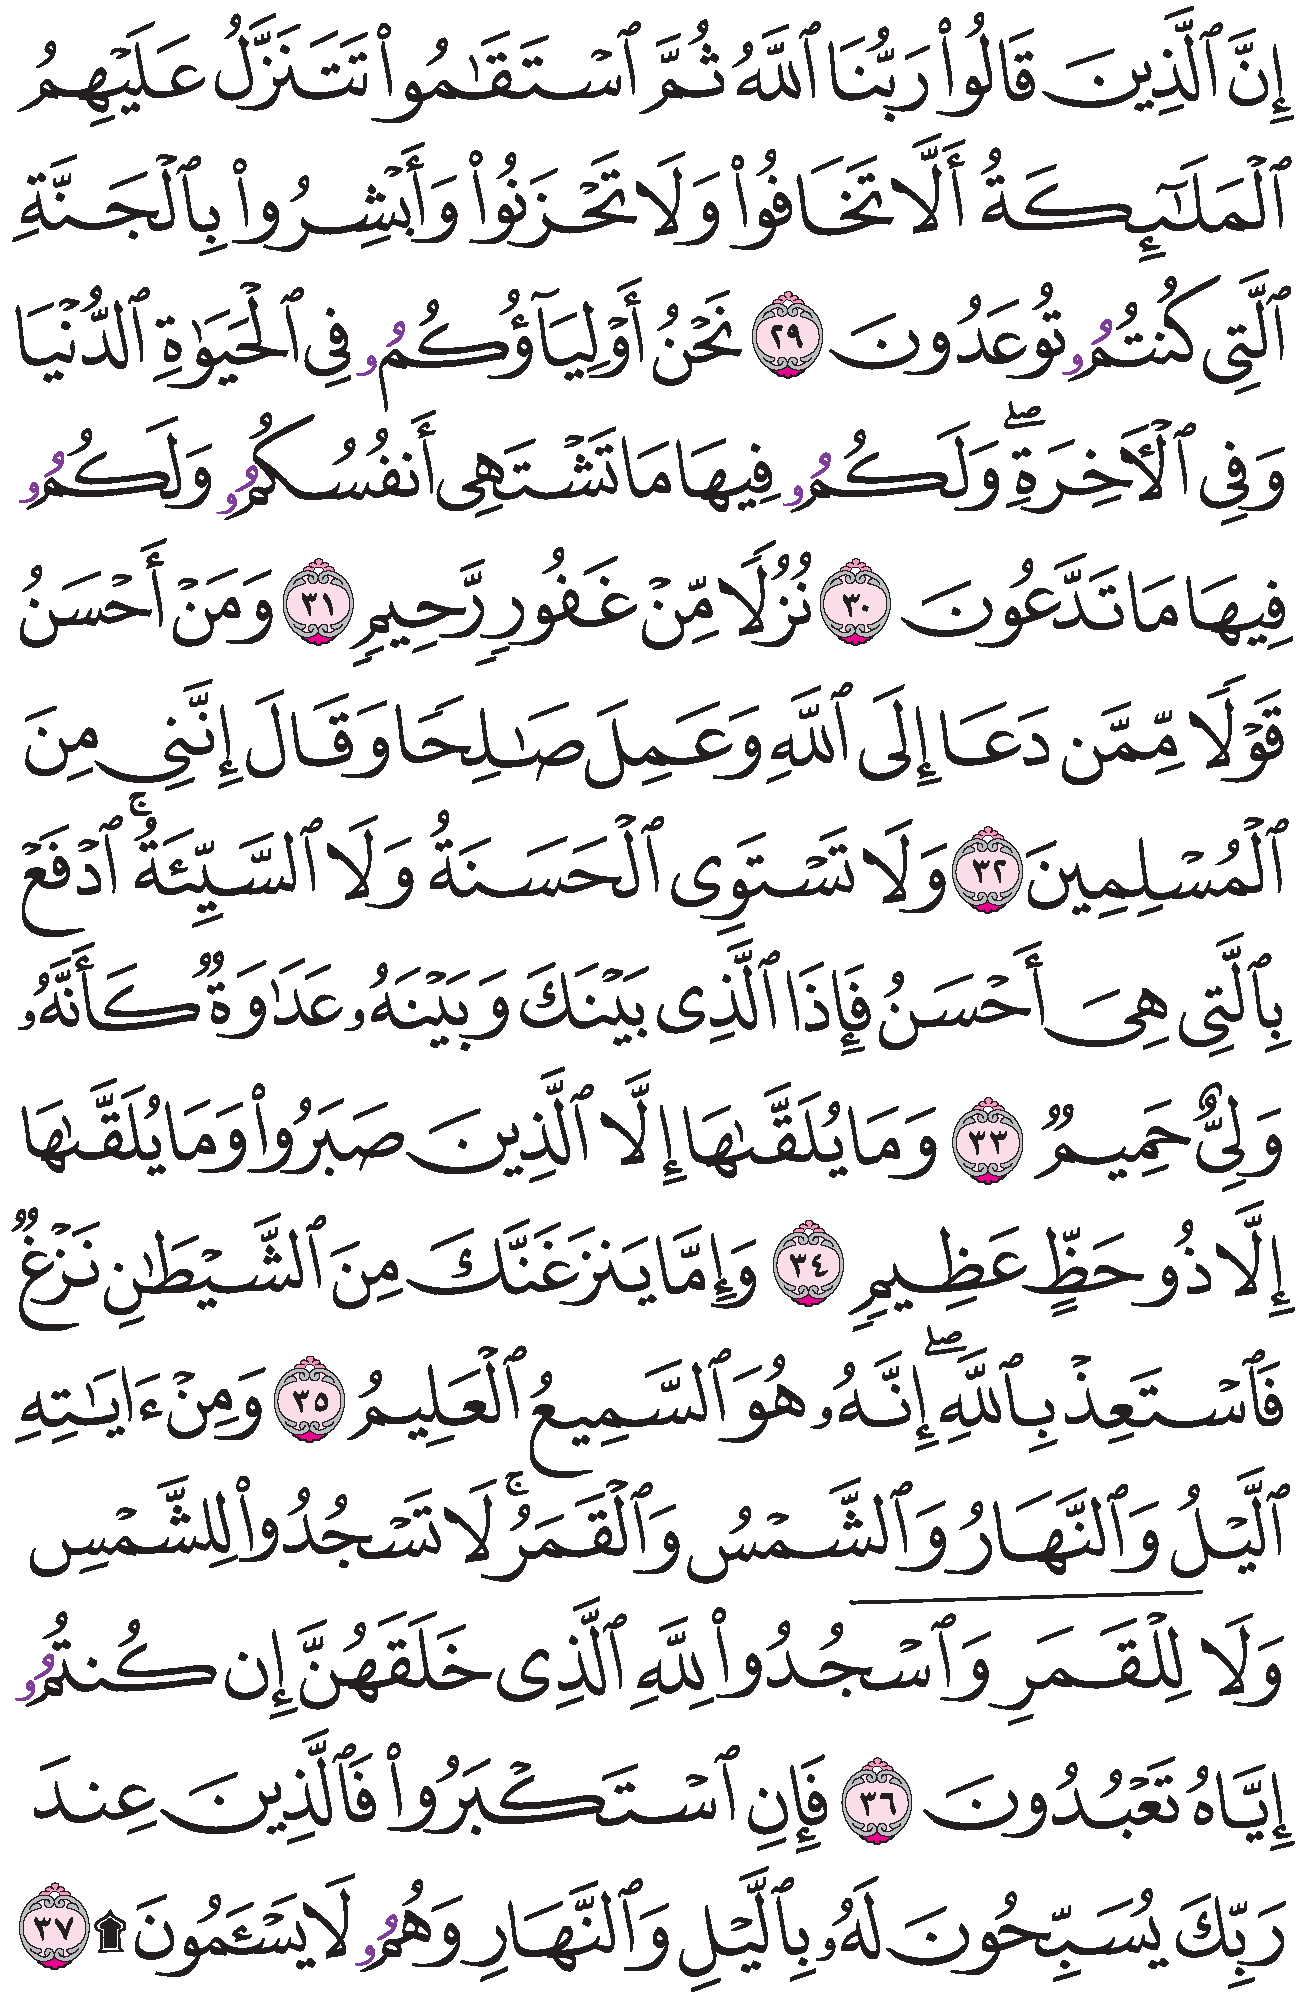 إِنَّ ٱلَّذِينَ قَالُوا۟ رَبُّنَا ٱللَّهُ ثُمَّ ٱسْتَقَٰمُوا۟ تَتَنَزَّلُ عَلَيْهِمُ
ٱلْمَلَٰٓئِكَةُ أَلَّا تَخَافُوا۟ وَلَا تَحْزَنُوا۟ وَأَبْشِرُوا۟ بِٱلْجَنَّةِ
ٱلَّتِى كُنتُمُۥ تُوعَدُونَ ٢٩ نَحْنُ أَوْلِيَآؤُكُمُۥ فِى ٱلْحَيَوٰةِ ٱلدُّنْيَا
وَفِى ٱلْأَخِرَةِۖ وَلَكُمُۥ فِيهَا مَا تَشْتَهِى أَنفُسُكُمُۥ وَلَكُمُۥ
فِيهَا مَا تَدَّعُونَ ٣٠ نُزُلًا مِّنْ غَفُورٍ رَّحِيمٍ ٣١ وَمَنْ أَحْسَنُ
قَوْلًا مِّمَّن دَعَا إِلَى ٱللَّهِ وَعَمِلَ صَٰلِحًا وَقَالَ إِنَّنِى مِنَ
ٱلْمُسْلِمِينَ ٣٢ وَلَا تَسْتَوِى ٱلْحَسَنَةُ وَلَا ٱلسَّيِّئَةُۚ ٱدْفَعْ
بِٱلَّتِى هِىَ أَحْسَنُ فَإِذَا ٱلَّذِى بَيْنَكَ وَبَيْنَهُۥ عَدَٰوَةٌ كَأَنَّهُۥ
وَلِىٌّ حَمِيمٌ ٣٣ وَمَا يُلَقَّىٰهَا إِلَّا ٱلَّذِينَ صَبَرُوا۟ وَمَا يُلَقَّىٰهَا
إِلَّا ذُو حَظٍّ عَظِيمٍ ٣٤ وَإِمَّا يَنزَغَنَّكَ مِنَ ٱلشَّيْطَٰنِ نَزْغٌ
فَٱسْتَعِذْ بِٱللَّهِۖ إِنَّهُۥ هُوَ ٱلسَّمِيعُ ٱلْعَلِيمُ ٣٥ وَمِنْ ءَايَٰتِهِ
ٱلَّيْلُ وَٱلنَّهَارُ وَٱلشَّمْسُ وَٱلْقَمَرُۚ لَا تَسْجُدُوا۟ لِلشَّمْسِ
وَلَا لِلْقَمَرِ وَٱسْجُدُوا۟ لِلَّهِ ٱلَّذِى خَلَقَهُنَّ إِن كُنتُمُۥ
إِيَّاهُ تَعْبُدُونَ ٣٦ فَإِنِ ٱسْتَكْبَرُوا۟ فَٱلَّذِينَ عِندَ
رَبِّكَ يُسَبِّحُونَ لَهُۥ بِٱلَّيْلِ وَٱلنَّهَارِ وَهُمُۥ لَا يَسْـَٔمُونَ ۩ ٣٧